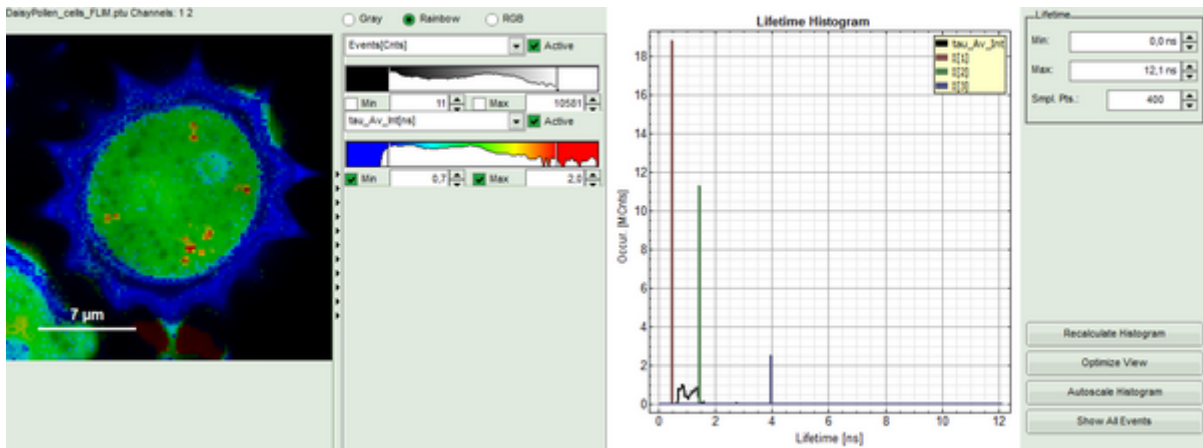 DaisyPollen_cells_FLIM.ptu Channels: 1 2
7 µm
Gray Rainbow RGB
Events[Cnts] Active
Min 11 Max 10581
tau_Av_Int[ns] Active
Min 0,7 Max 2,0
Lifetime Histogram
tau_Av_Int
I[1]
I[2]
I[3]
Occur. [MCnts]
18
16
14
12
10
8
6
4
2
0
0 2 4 6 8 10 12
Lifetime [ns]
Lifetime
Min: 0,0 ns
Max: 12,1 ns
Smpl. Pts.: 400
Recalculate Histogram
Optimize View
Autoscale Histogram
Show All Events